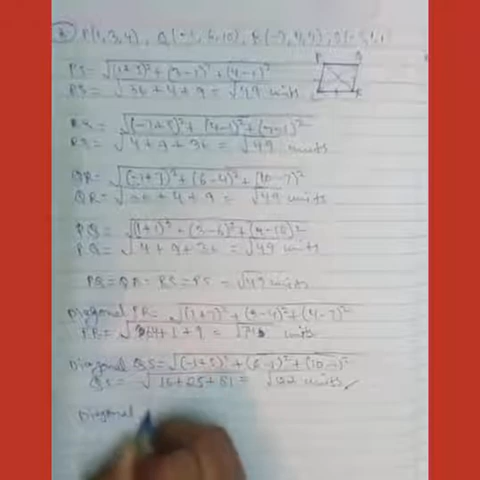 P(1,3,4), Q(-1,6,10), R(-7,4,7), S(-5,1,1
PS = √(1+5)²+(3-1)²+(4-1)²
PS = √36+4+9 = √49 units
RS = √(-7+5)²+(4-1)²+(7-1)²
RS = √4+9+36 = √49 units
QR = √(-1+7)²+(6-4)²+(10-7)²
QR = √36+4+9 = √49 units
PQ = √(1+1)²+(3-6)²+(4-10)²
PQ = √4+9+36 = √49 units
PQ = QR = RS = PS = √49 units
Diagonal PR = √(1+7)²+(3-4)²+(4-7)²
PR = √64+1+9 = units
Diagonal QS = √(-1+5)²+(6-1)²+(10-1)²
QS = √16+25+81 = √122 units
Diagonal